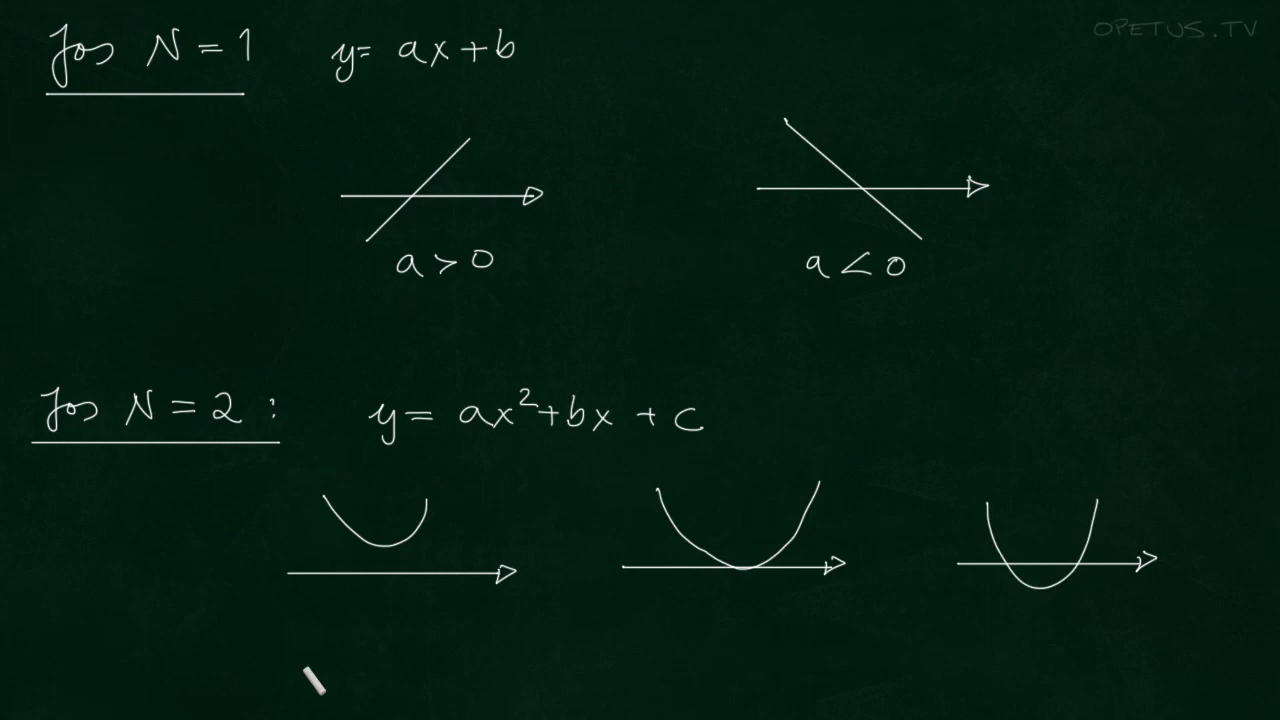 OPETUS.TV
Jos N = 1 y= ax+b
a > 0 a < 0
Jos N = 2 : y= ax²+bx + c